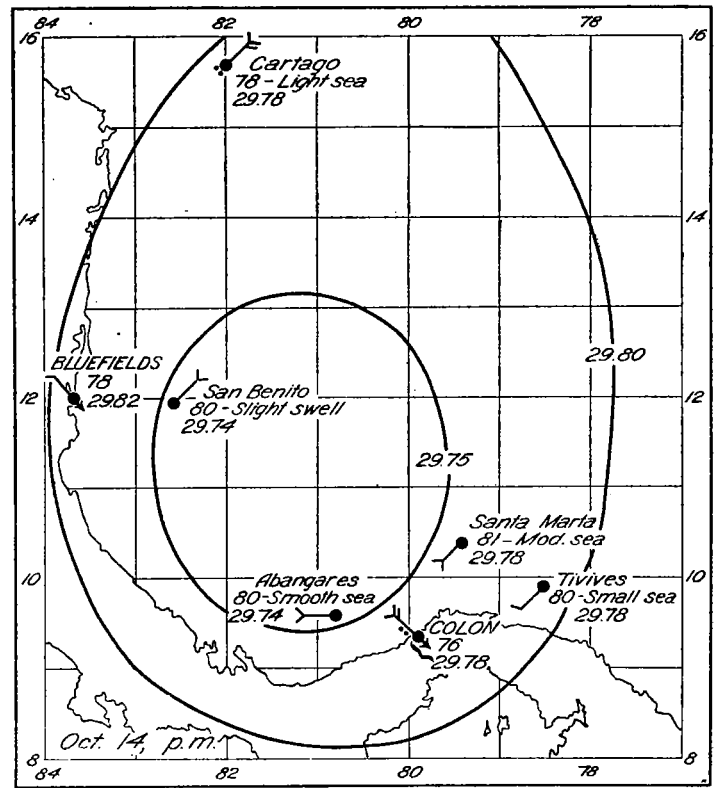 84 82 80 78
16 16
Cartago
78-Light sea
29.78
14 14
29.80
BLUEFIELDS
78
29.82
12 12
San Benito
80-Slight swell
29.74
29.75
Santa Marta
81-Mod. sea
29.78
10 10
Abangares
80-Smooth sea
29.74
Tivives
80-Small sea
29.78
COLON
76
29.78
Oct. 14, p.m.
8 8
84 82 80 78